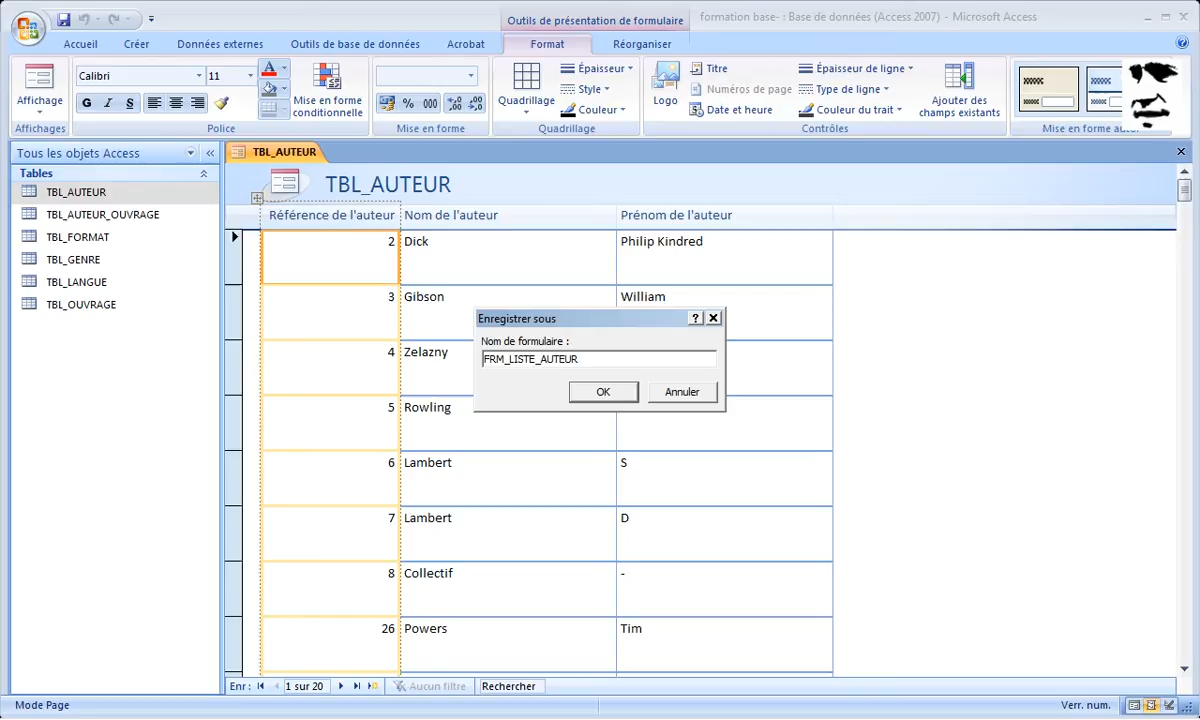 Outils de présentation de formulaire
formation base- : Base de données (Access 2007) - Microsoft Access
Accueil Créer Données externes Outils de base de données Acrobat Format Réorganiser
Affichage
Affichages
Calibri 11
G I S
Mise en forme conditionnelle
Police
% 000
Mise en forme
Quadrillage
Épaisseur
Style
Couleur
Quadrillage
Logo
Titre
Numéros de page
Date et heure
Épaisseur de ligne
Type de ligne
Couleur du trait
Ajouter des champs existants
Contrôles
xxxxx xxxxx
Mise en forme
Tous les objets Access
Tables
TBL_AUTEUR
TBL_AUTEUR_OUVRAGE
TBL_FORMAT
TBL_GENRE
TBL_LANGUE
TBL_OUVRAGE
TBL_AUTEUR
TBL_AUTEUR
Référence de l'auteur Nom de l'auteur Prénom de l'auteur
2 Dick Philip Kindred
3 Gibson William
4 Zelazny
5 Rowling
6 Lambert S
7 Lambert D
8 Collectif -
26 Powers Tim
Enregistrer sous
Nom de formulaire :
FRM_LISTE_AUTEUR
OK Annuler
Enr : 1 sur 20 Aucun filtre Rechercher
Mode Page Verr. num.